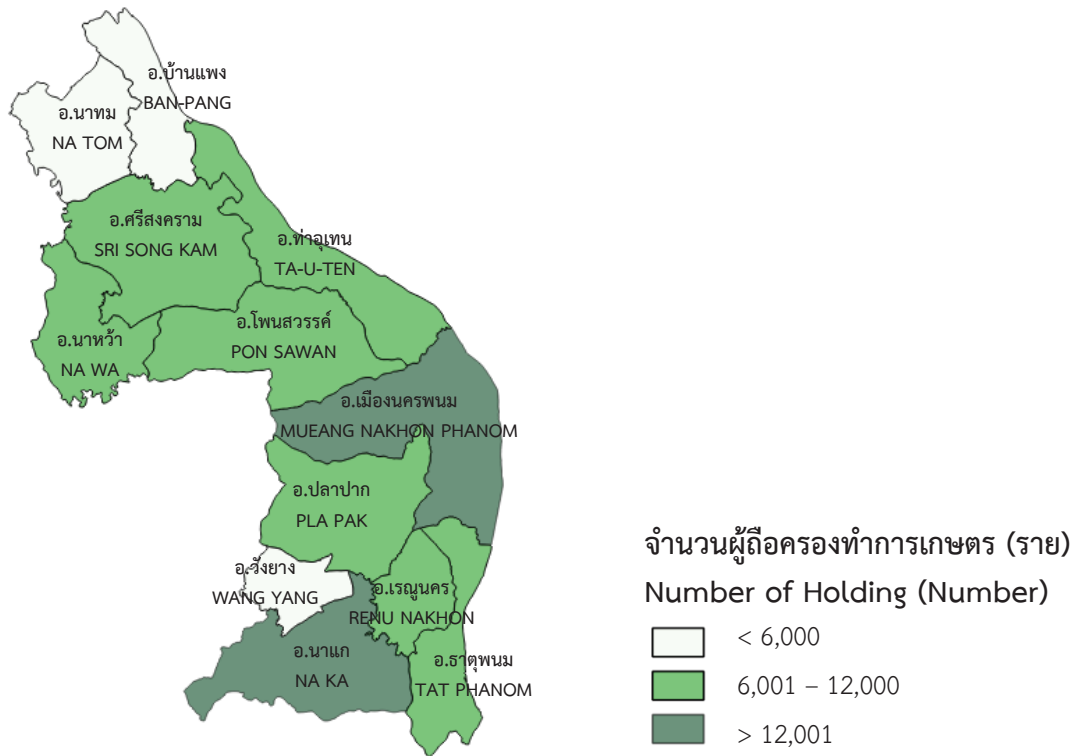 อ.บ้านแพง
BAN-PANG
อ.นาทม
NA TOM
อ.ศรีสงคราม
SRI SONG KAM
อ.ท่าอุเทน
TA-U-TEN
อ.นาหว้า
NA WA
อ.โพนสวรรค์
PON SAWAN
อ.เมืองนครพนม
MUEANG NAKHON PHANOM
อ.ปลาปาก
PLA PAK
อ.วังยาง
WANG YANG
อ.เรณูนคร
RENU NAKHON
อ.นาแก
NA KA
อ.ธาตุพนม
TAT PHANOM
จำนวนผู้ถือครองทำการเกษตร (ราย)
Number of Holding (Number)
< 6,000
6,001 – 12,000
> 12,001